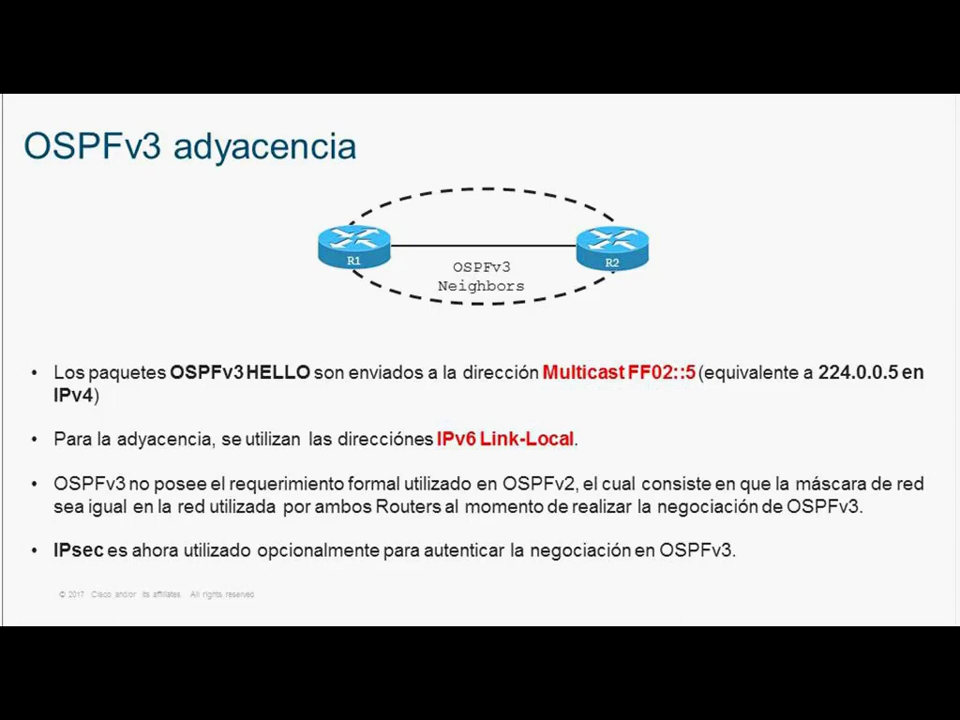 OSPFv3 adyacencia
R1
R2
OSPFv3
Neighbors
• Los paquetes OSPFv3 HELLO son enviados a la dirección Multicast FF02::5 (equivalente a 224.0.0.5 en
IPv4)
• Para la adyacencia, se utilizan las direcciónes IPv6 Link-Local.
• OSPFv3 no posee el requerimiento formal utilizado en OSPFv2, el cual consiste en que la máscara de red
sea igual en la red utilizada por ambos Routers al momento de realizar la negociación de OSPFv3.
• IPsec es ahora utilizado opcionalmente para autenticar la negociación en OSPFv3.
© 2017 Cisco and/or its affiliates. All rights reserved